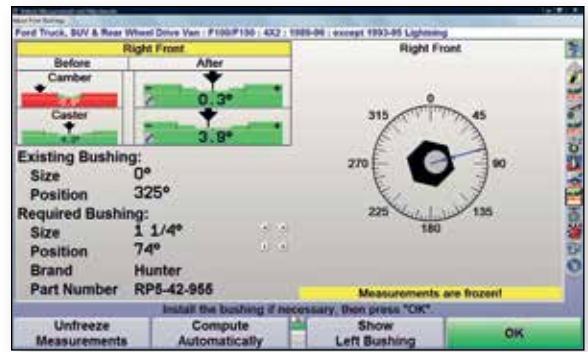 Ford Truck, SUV & Rear Wheel Drive Van : F100/F150 : 4X2 : 1989-96 : except 1993-95 Lightning
Right Front
Before After
Camber
0.3°
Caster
3.9°
Existing Bushing:
Size 0°
Position 325°
Required Bushing:
Size 1 1/4°
Position 74°
Brand Hunter
Part Number RP5-42-955
Right Front
0
45
90
135
180
225
270
315
Measurements are frozen!
Install the bushing if necessary, then press "OK".
Unfreeze Measurements
Compute Automatically
Show Left Bushing
OK